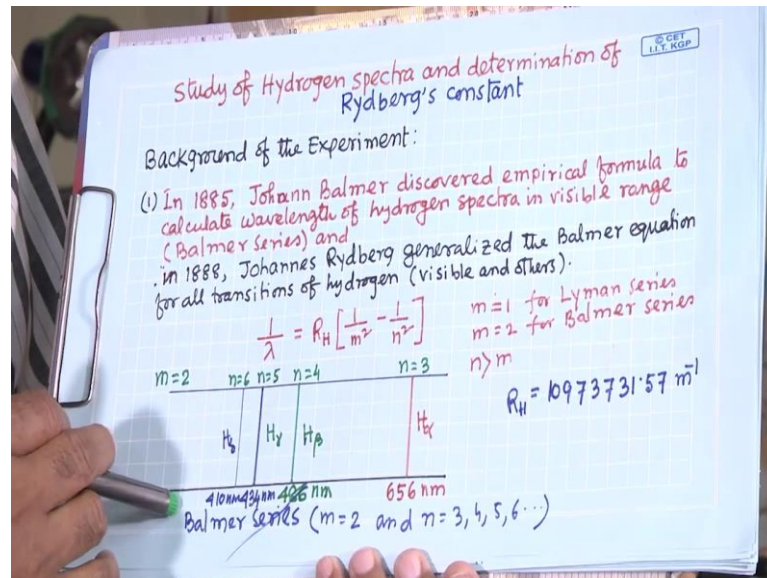 © CET
I.I.T. KGP
Study of Hydrogen spectra and determination of
Rydberg's constant
Background of the Experiment:
(1) In 1885, Johann Balmer discovered empirical formula to
calculate wavelength of hydrogen spectra in visible range
(Balmer Series) and
in 1888, Johannes Rydberg generalized the Balmer equation
for all transitions of hydrogen (visible and others).
1/λ = R_H [1/m² - 1/n²]
m=1 for Lyman series
m=2 for Balmer series
n>m
R_H = 10973731.57 m⁻¹
m=2 n=6 n=5 n=4 n=3
H_δ H_γ H_β H_α
410nm 434nm 486 nm 656 nm
Balmer Series (m=2 and n=3,4,5,6...)